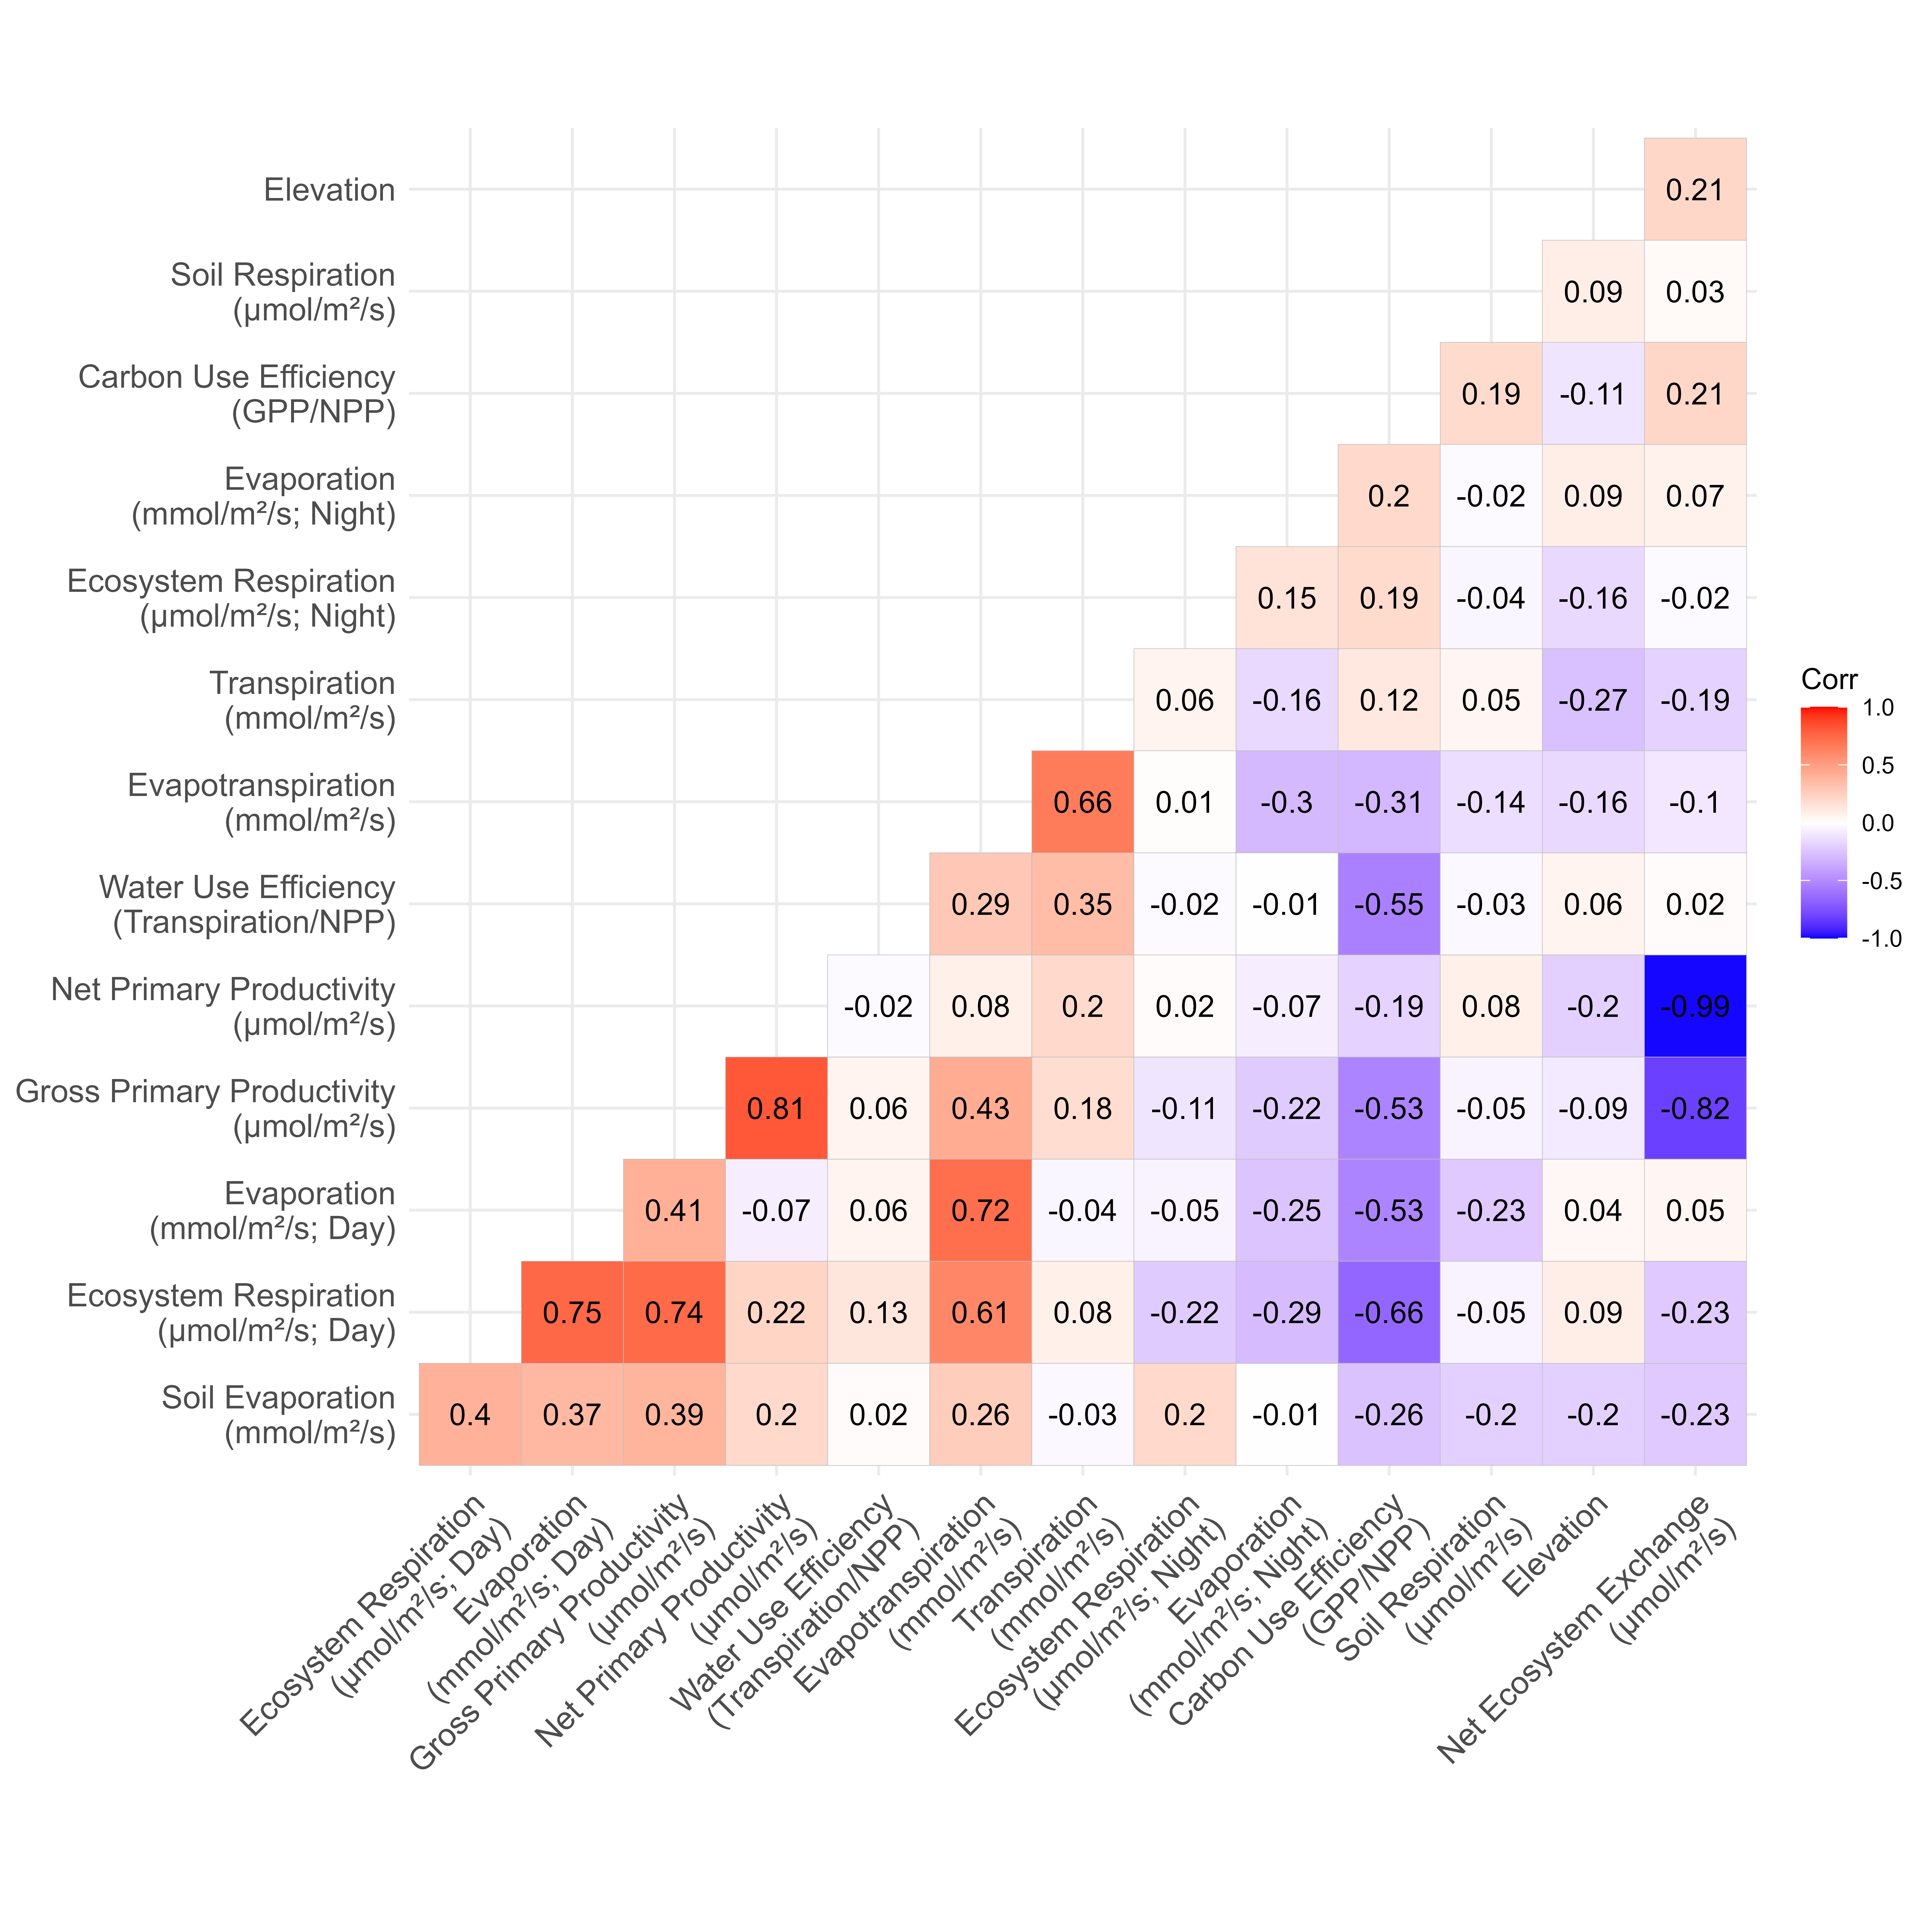 Elevation
0.21
Soil Respiration
(µmol/m²/s)
0.09 0.03
Carbon Use Efficiency
(GPP/NPP)
0.19 -0.11 0.21
Evaporation
(mmol/m²/s; Night)
0.2 -0.02 0.09 0.07
Ecosystem Respiration
(µmol/m²/s; Night)
0.15 0.19 -0.04 -0.16 -0.02
Transpiration
(mmol/m²/s)
0.06 -0.16 0.12 0.05 -0.27 -0.19
Evapotranspiration
(mmol/m²/s)
0.66 0.01 -0.3 -0.31 -0.14 -0.16 -0.1
Water Use Efficiency
(Transpiration/NPP)
0.29 0.35 -0.02 -0.01 -0.55 -0.03 0.06 0.02
Net Primary Productivity
(µmol/m²/s)
-0.02 0.08 0.2 0.02 -0.07 -0.19 0.08 -0.2 -0.99
Gross Primary Productivity
(µmol/m²/s)
0.81 0.06 0.43 0.18 -0.11 -0.22 -0.53 -0.05 -0.09 -0.82
Evaporation
(mmol/m²/s; Day)
0.41 -0.07 0.06 0.72 -0.04 -0.05 -0.25 -0.53 -0.23 0.04 0.05
Ecosystem Respiration
(µmol/m²/s; Day)
0.75 0.74 0.22 0.13 0.61 0.08 -0.22 -0.29 -0.66 -0.05 0.09 -0.23
Soil Evaporation
(mmol/m²/s)
0.4 0.37 0.39 0.2 0.02 0.26 -0.03 0.2 -0.01 -0.26 -0.2 -0.2 -0.23
Ecosystem Respiration
(µmol/m²/s; Day)
Evaporation
(mmol/m²/s; Day)
Gross Primary Productivity
(µmol/m²/s)
Net Primary Productivity
(µmol/m²/s)
Water Use Efficiency
(Transpiration/NPP)
Evapotranspiration
(mmol/m²/s)
Transpiration
(mmol/m²/s)
Ecosystem Respiration
(µmol/m²/s; Night)
Evaporation
(mmol/m²/s; Night)
Carbon Use Efficiency
(GPP/NPP)
Soil Respiration
(µmol/m²/s)
Elevation
Net Ecosystem Exchange
(µmol/m²/s)
Corr
1.0
0.5
0.0
-0.5
-1.0